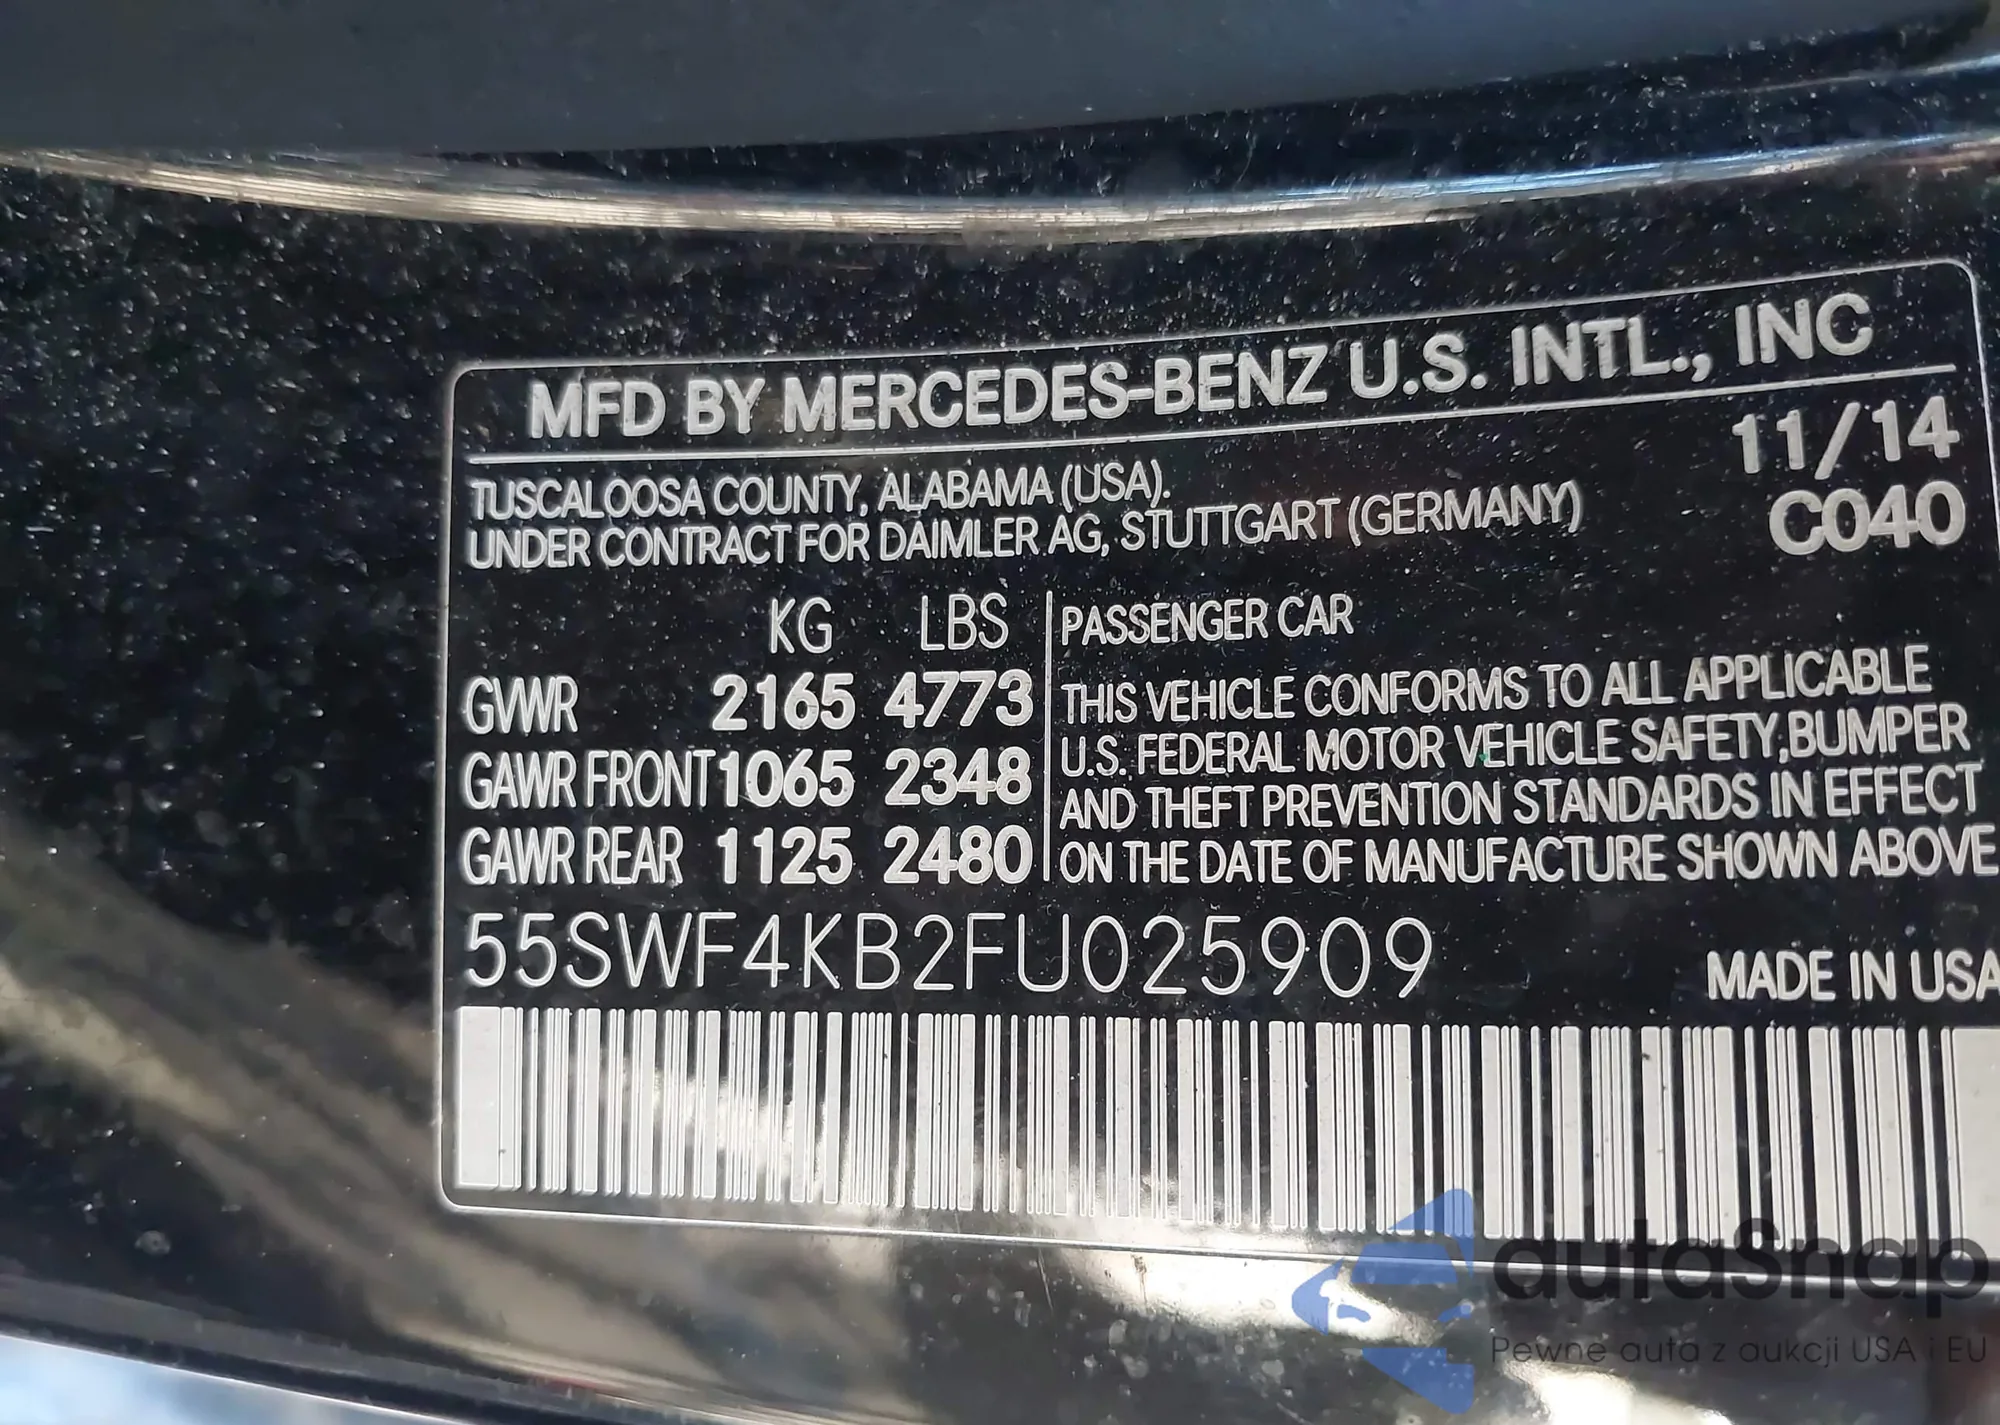 MFD BY MERCEDES-BENZ U.S. INTL., INC
11/14
TUSCALOOSA COUNTY, ALABAMA (USA).
UNDER CONTRACT FOR DAIMLER AG, STUTTGART (GERMANY)
C040
KG LBS
GVWR 2165 4773
GAWR FRONT 1065 2348
GAWR REAR 1125 2480
PASSENGER CAR
THIS VEHICLE CONFORMS TO ALL APPLICABLE
U.S. FEDERAL MOTOR VEHICLE SAFETY,BUMPER
AND THEFT PREVENTION STANDARDS IN EFFECT
ON THE DATE OF MANUFACTURE SHOWN ABOVE
55SWF4KB2FU025909
MADE IN USA
autaSnap
Pewne auta z aukcji USA i EU